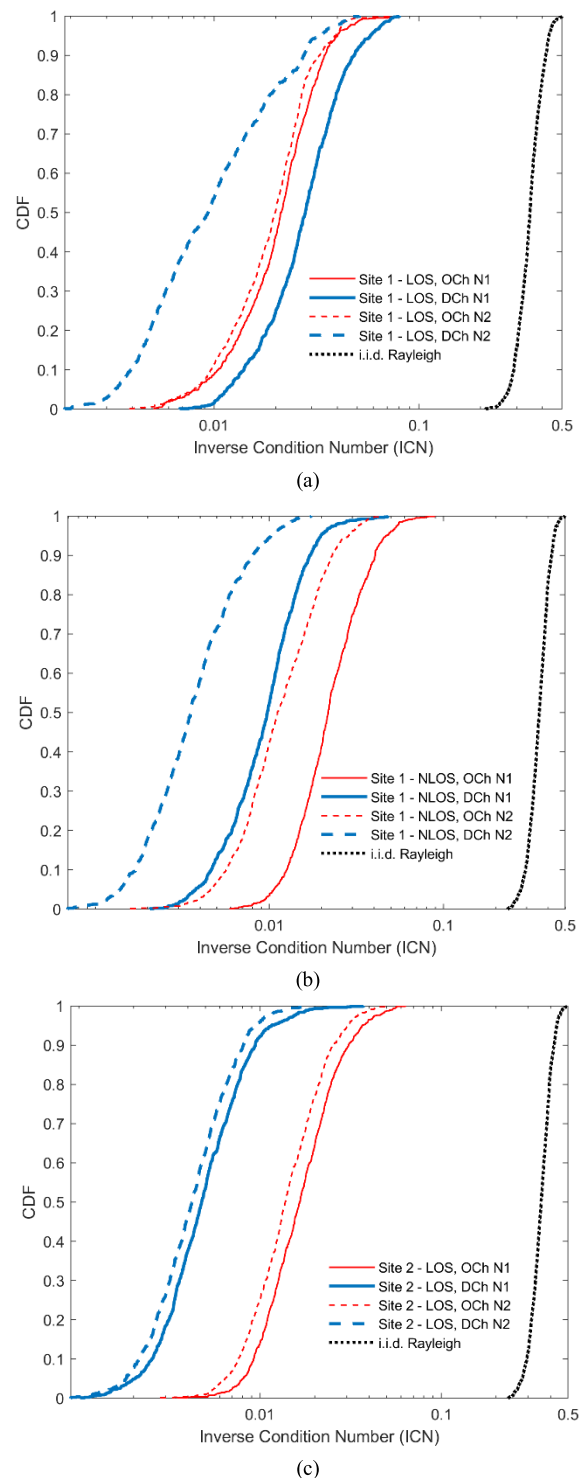 1
0.9
0.8
0.7
0.6
0.5
0.4
0.3
0.2
0.1
0
CDF
Site 1 - LOS, OCh N1
Site 1 - LOS, DCh N1
Site 1 - LOS, OCh N2
Site 1 - LOS, DCh N2
i.i.d. Rayleigh
0.01 0.1 0.5
Inverse Condition Number (ICN)
(a)
1
0.9
0.8
0.7
0.6
0.5
0.4
0.3
0.2
0.1
0
CDF
Site 1 - NLOS, OCh N1
Site 1 - NLOS, DCh N1
Site 1 - NLOS, OCh N2
Site 1 - NLOS, DCh N2
i.i.d. Rayleigh
0.01 0.1 0.5
Inverse Condition Number (ICN)
(b)
1
0.9
0.8
0.7
0.6
0.5
0.4
0.3
0.2
0.1
0
CDF
Site 2 - LOS, OCh N1
Site 2 - LOS, DCh N1
Site 2 - LOS, OCh N2
Site 2 - LOS, DCh N2
i.i.d. Rayleigh
0.01 0.1 0.5
Inverse Condition Number (ICN)
(c)